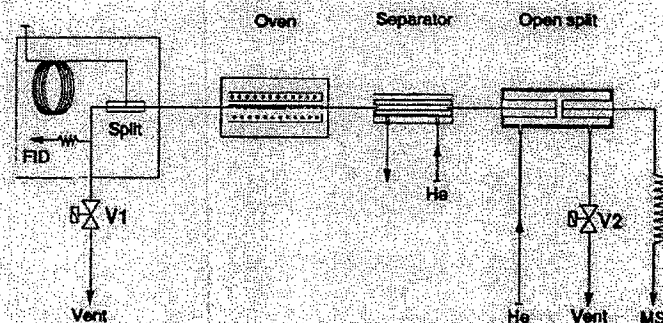 Oven
Separator
Open split
Split
FID
V1
He
V2
Vent
He
Vent
MS